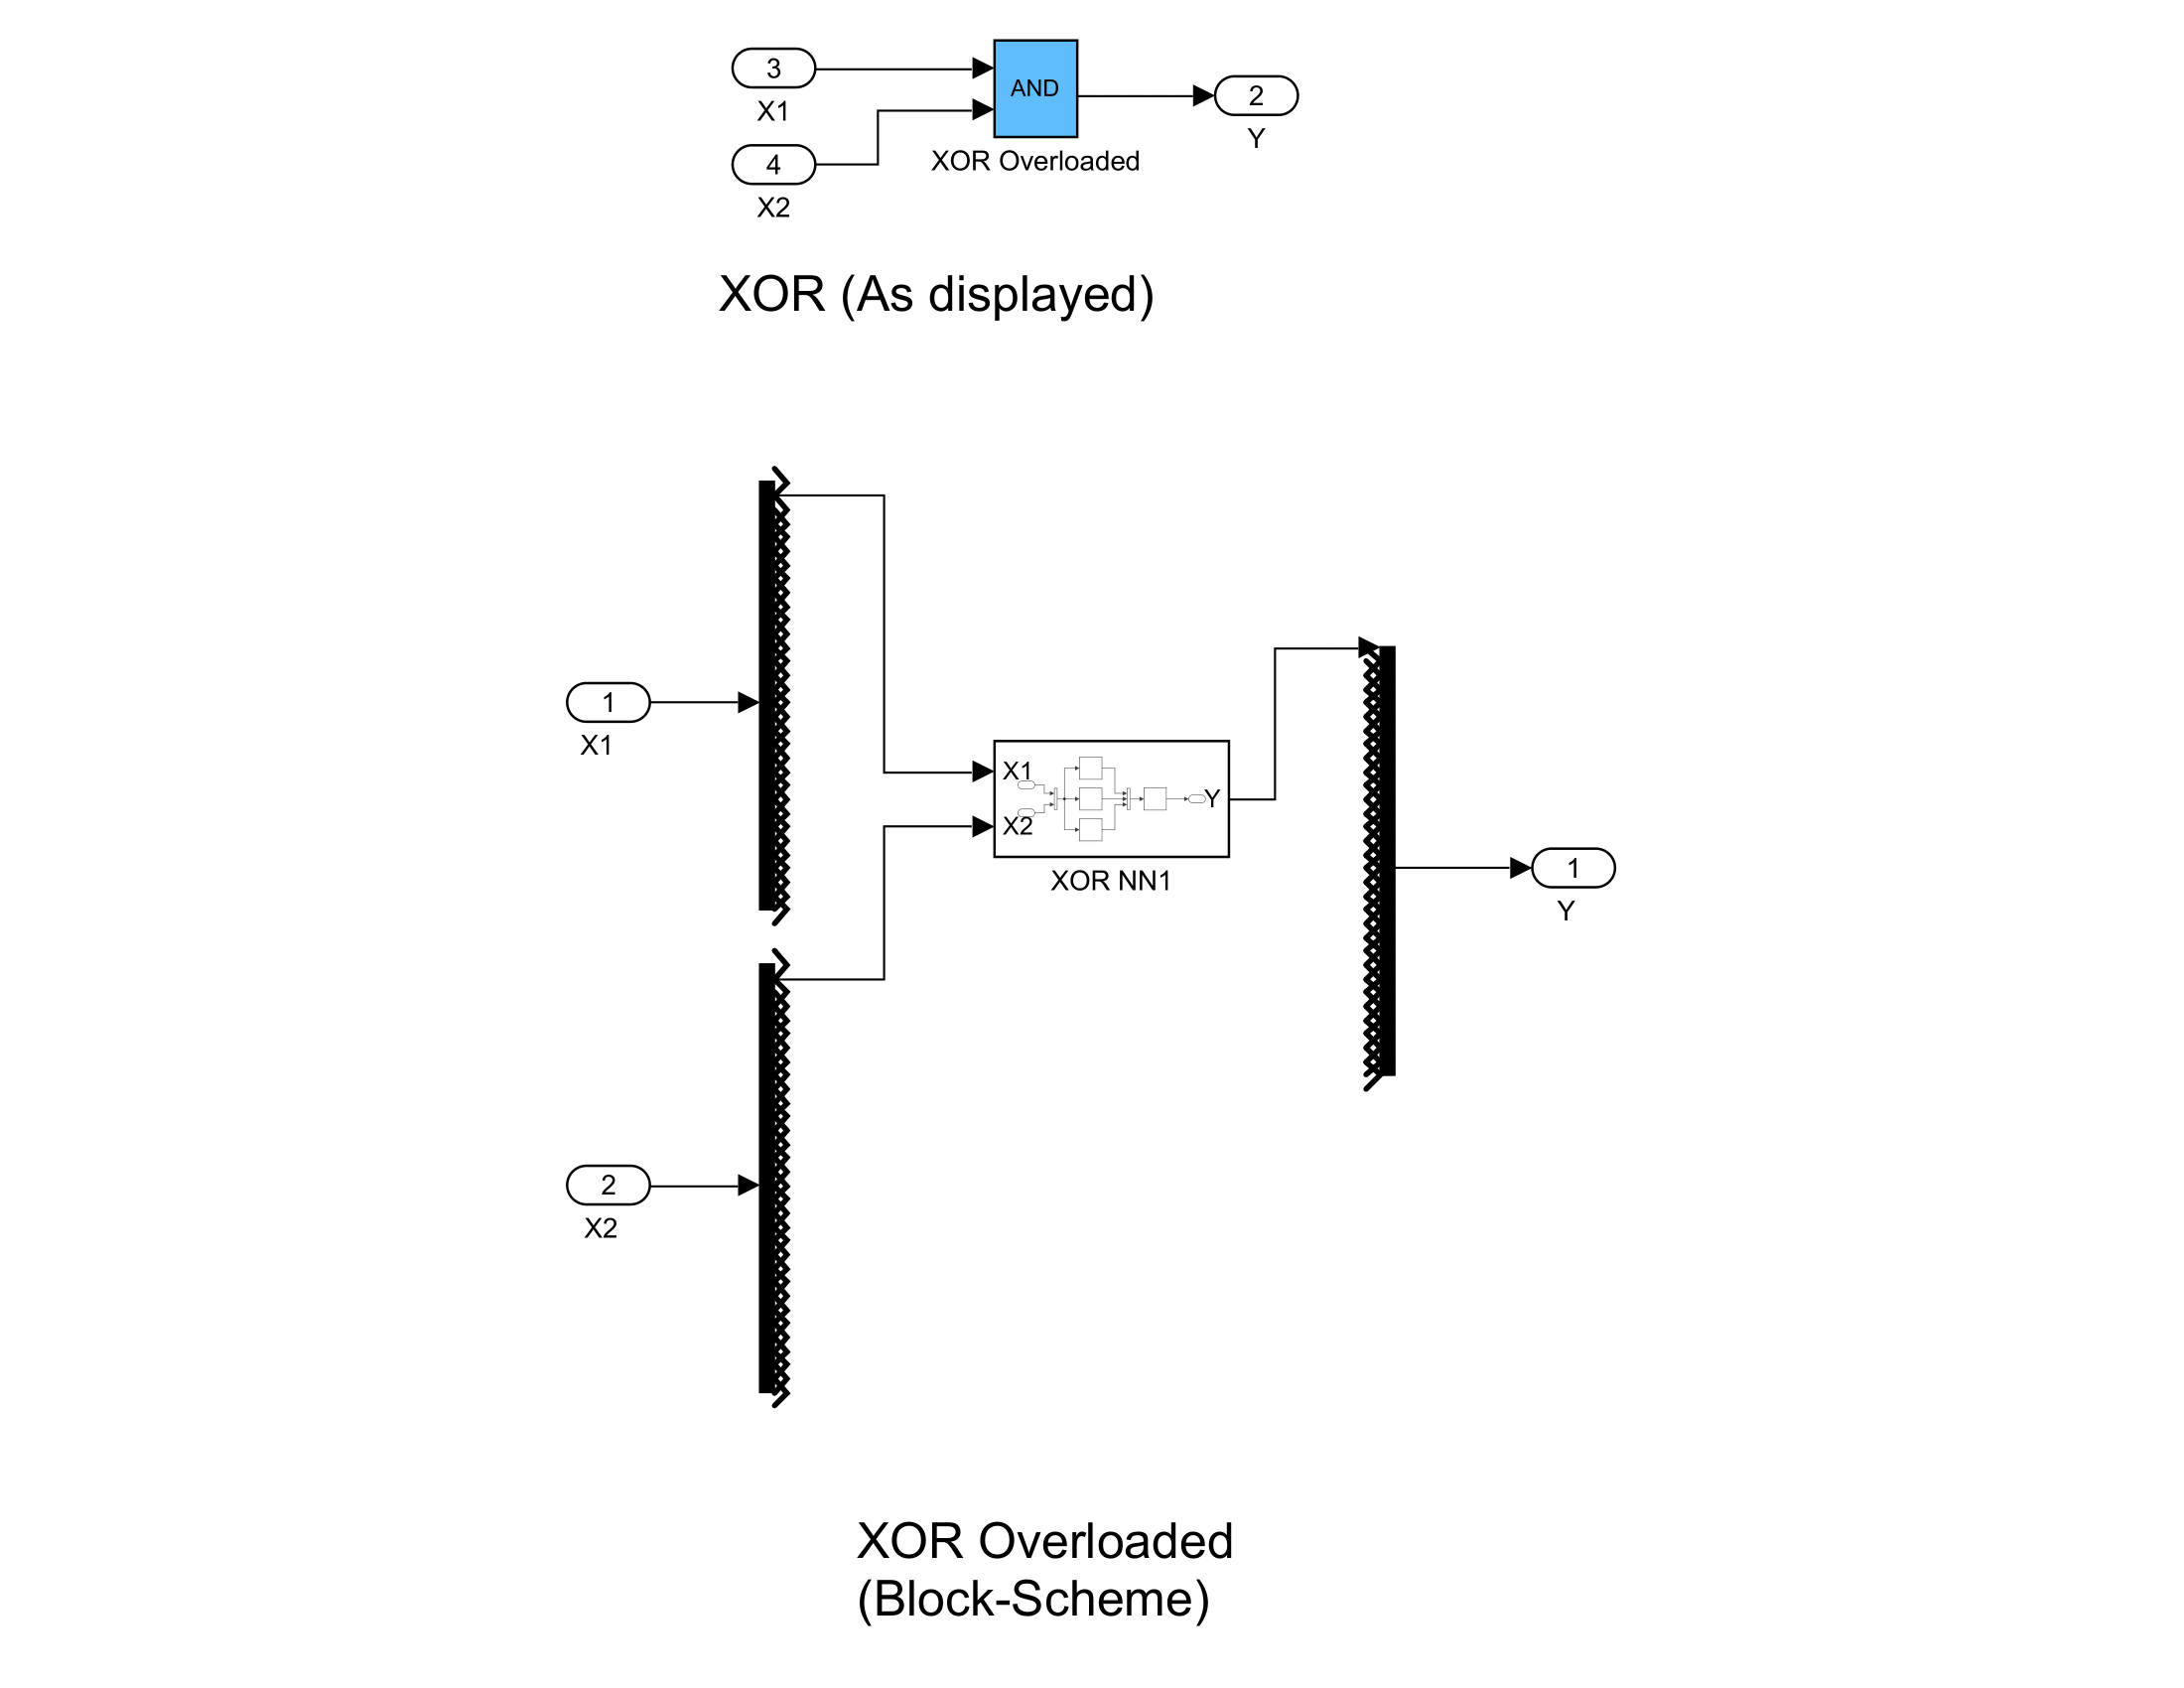 3
X1
4
X2
AND
XOR Overloaded
2
Y
XOR (As displayed)
1
X1
X1
X2
Y
XOR NN1
1
Y
2
X2
XOR Overloaded
(Block-Scheme)